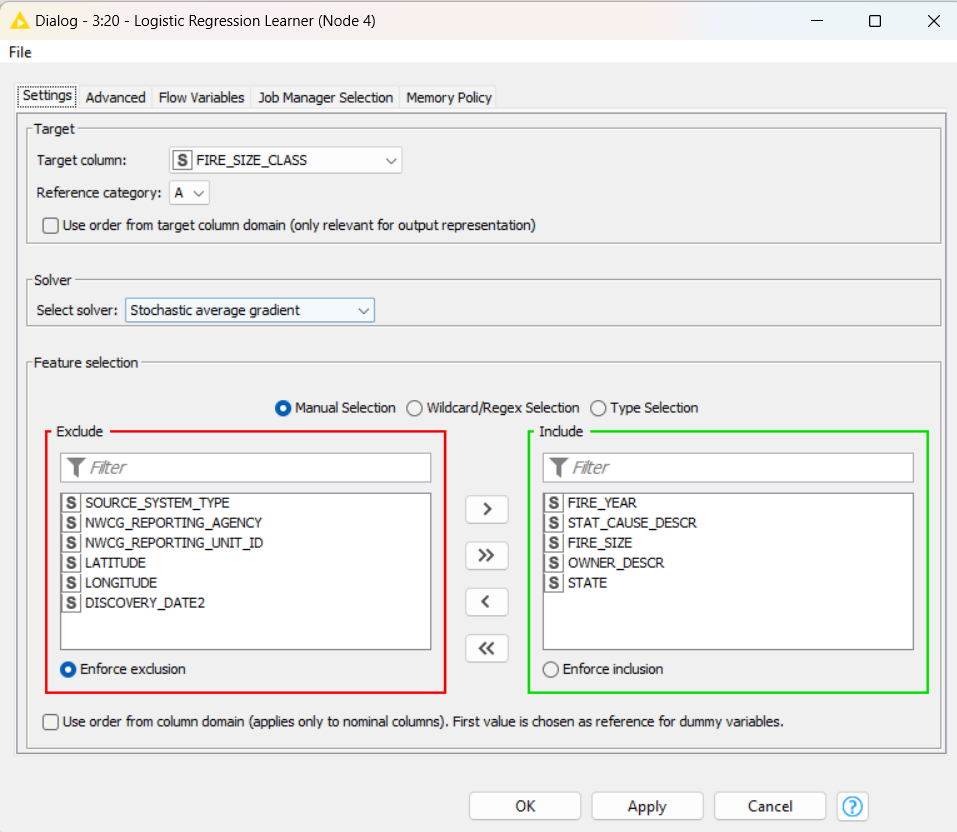 Dialog - 3:20 - Logistic Regression Learner (Node 4)
File
Settings Advanced Flow Variables Job Manager Selection Memory Policy
Target
Target column: S FIRE_SIZE_CLASS
Reference category: A
Use order from target column domain (only relevant for output representation)
Solver
Select solver: Stochastic average gradient
Feature selection
Manual Selection Wildcard/Regex Selection Type Selection
Exclude
Filter
S SOURCE_SYSTEM_TYPE
S NWCG_REPORTING_AGENCY
S NWCG_REPORTING_UNIT_ID
S LATITUDE
S LONGITUDE
S DISCOVERY_DATE2
Enforce exclusion
>
>>
<
<<
Include
Filter
S FIRE_YEAR
S STAT_CAUSE_DESCR
S FIRE_SIZE
S OWNER_DESCR
S STATE
Enforce inclusion
Use order from column domain (applies only to nominal columns). First value is chosen as reference for dummy variables.
OK Apply Cancel ?